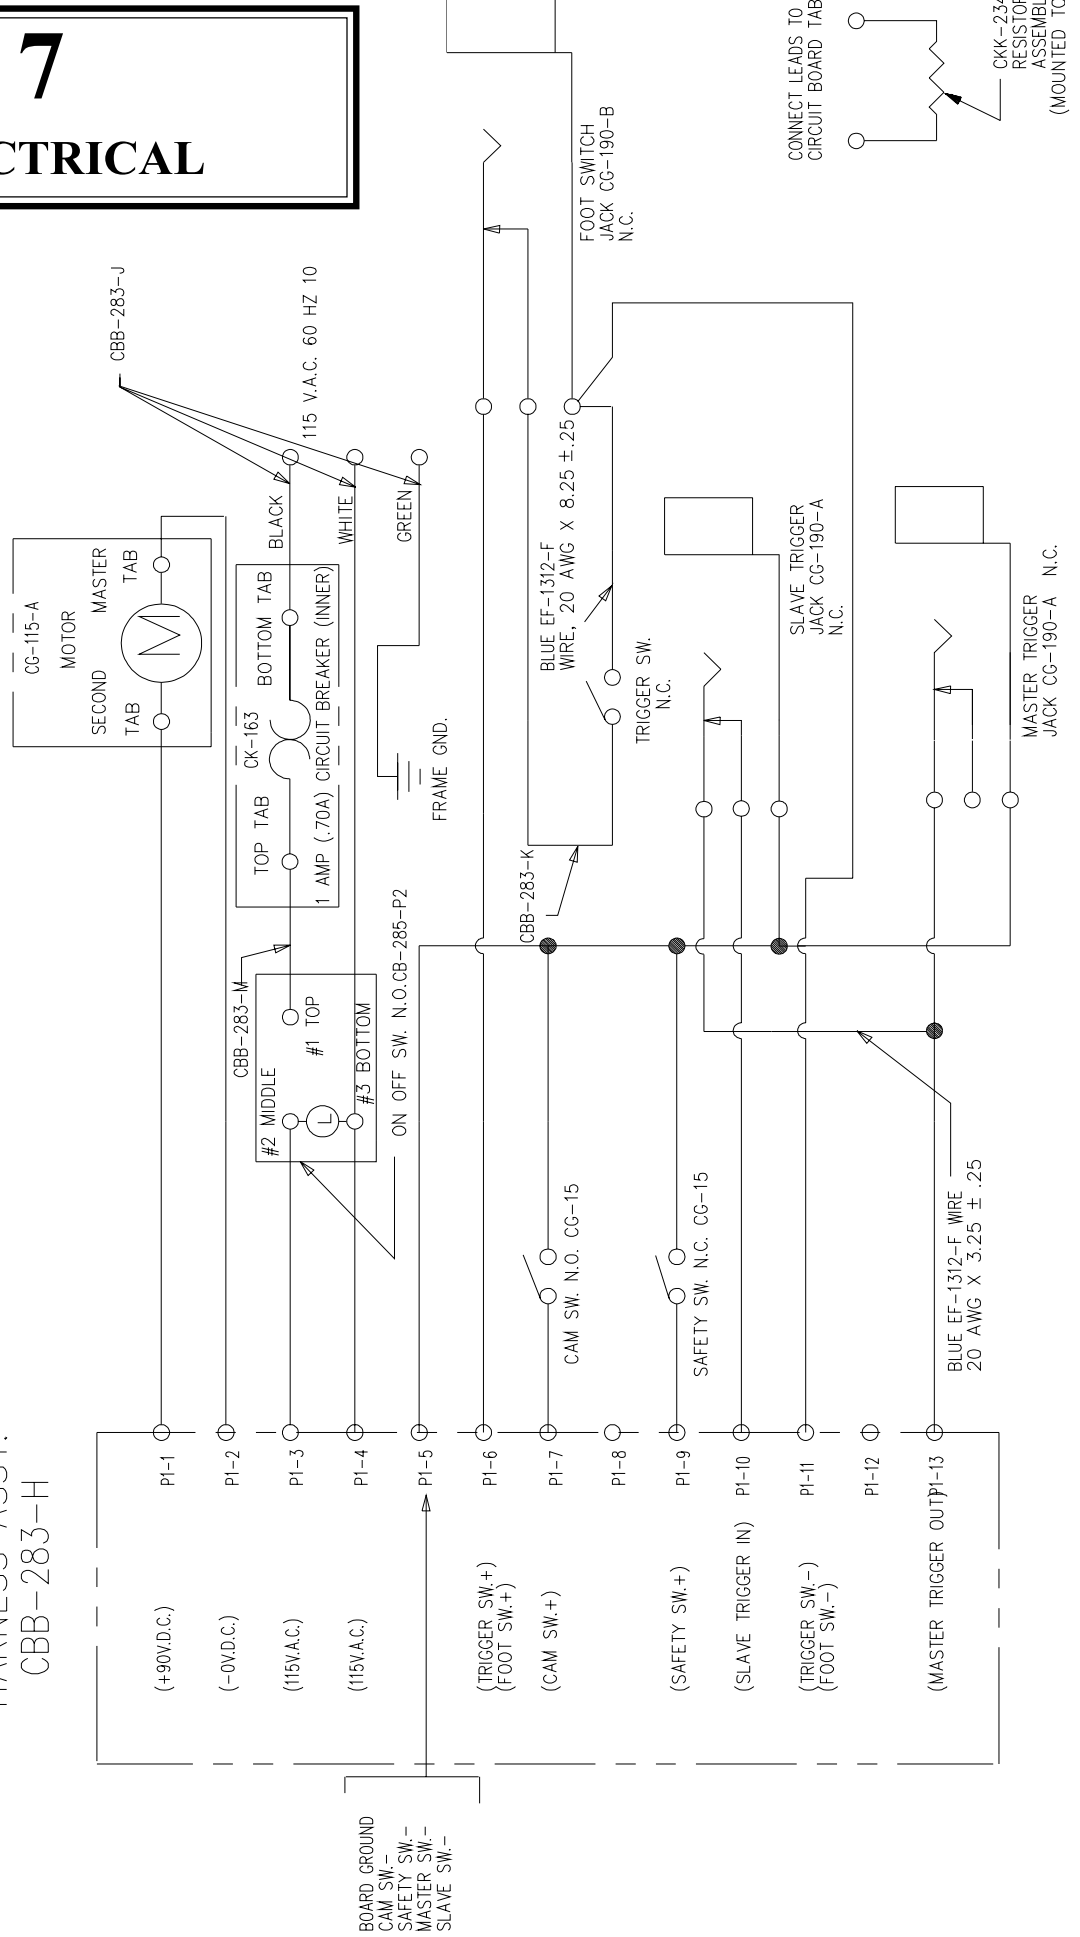 7
CTRICAL
CBB-283-H
CONNECT LEADS TO
CIRCUIT BOARD TAB
CKK-234
RESISTOR
ASSEMBL
(MOUNTED TO
FOOT SWITCH
JACK CG-190-B
N.C.
CBB-283-J
115 V.A.C. 60 HZ 10
BLACK
WHITE
GREEN
CG-115-A
MOTOR
SECOND
TAB
MASTER
TAB
M
CK-163
TOP TAB
BOTTOM TAB
1 AMP (.70A) CIRCUIT BREAKER (INNER)
FRAME GND.
BLUE EF-1312-F
WIRE, 20 AWG X 8.25 ±.25
TRIGGER SW.
N.C.
SLAVE TRIGGER
JACK CG-190-A
N.C.
MASTER TRIGGER
JACK CG-190-A N.C.
CBB-283-K
CBB-283-M
#1 TOP
#2 MIDDLE
#3 BOTTOM
L
ON OFF SW. N.O.CB-285-P2
CAM SW. N.O. CG-15
SAFETY SW. N.C. CG-15
BLUE EF-1312-F WIRE
20 AWG X 3.25 ± .25
P1-1
P1-2
P1-3
P1-4
P1-5
P1-6
P1-7
P1-8
P1-9
P1-10
P1-11
P1-12
P1-13
(+90V.D.C.)
(-0V.D.C.)
(115V.A.C.)
(115V.A.C.)
(TRIGGER SW.+)
(FOOT SW.+)
(CAM SW.+)
(SAFETY SW.+)
(SLAVE TRIGGER IN)
(TRIGGER SW.-)
(FOOT SW.-)
(MASTER TRIGGER OUT)
BOARD GROUND
CAM SW.-
SAFETY SW.-
MASTER SW.-
SLAVE SW.-